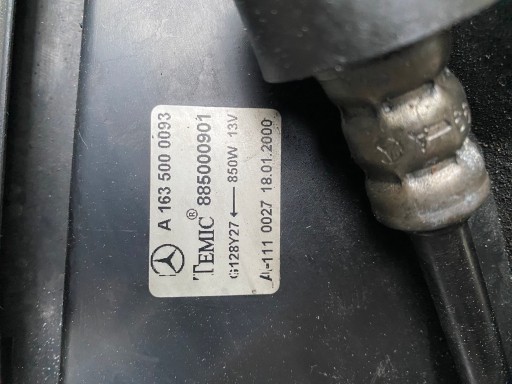 A 163 500 0093
TEMIC® 885000901
G128Y27 ← 850W 13V
A-111 0027 18.01.2000